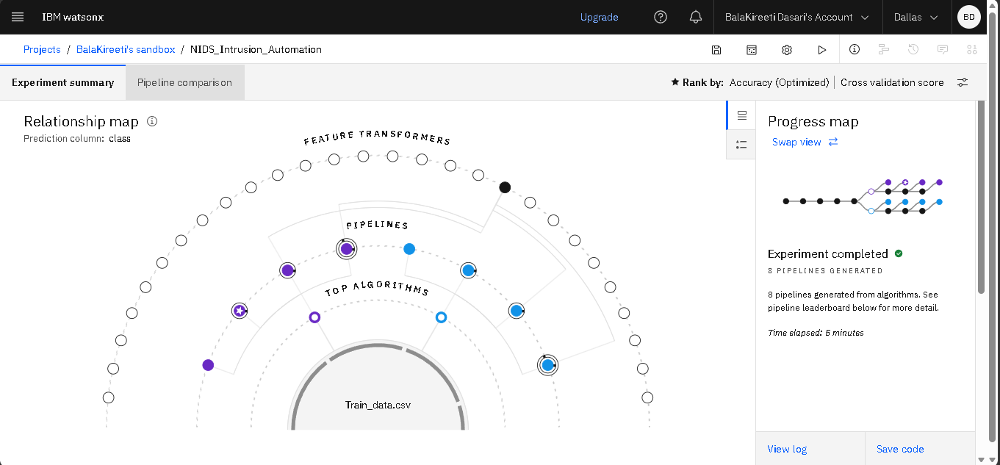 IBM watsonx
Upgrade
BalaKireeti Dasari's Account
Dallas
BD
Projects / BalaKireeti's sandbox / NIDS_Intrusion_Automation
Experiment summary
Pipeline comparison
Rank by: Accuracy (Optimized) | Cross validation score
Relationship map
Prediction column: class
FEATURE TRANSFORMERS
PIPELINES
TOP ALGORITHMS
Train_data.csv
Progress map
Swap view
Experiment completed
8 PIPELINES GENERATED
8 pipelines generated from algorithms. See
pipeline leaderboard below for more detail.
Time elapsed: 5 minutes
View log
Save code